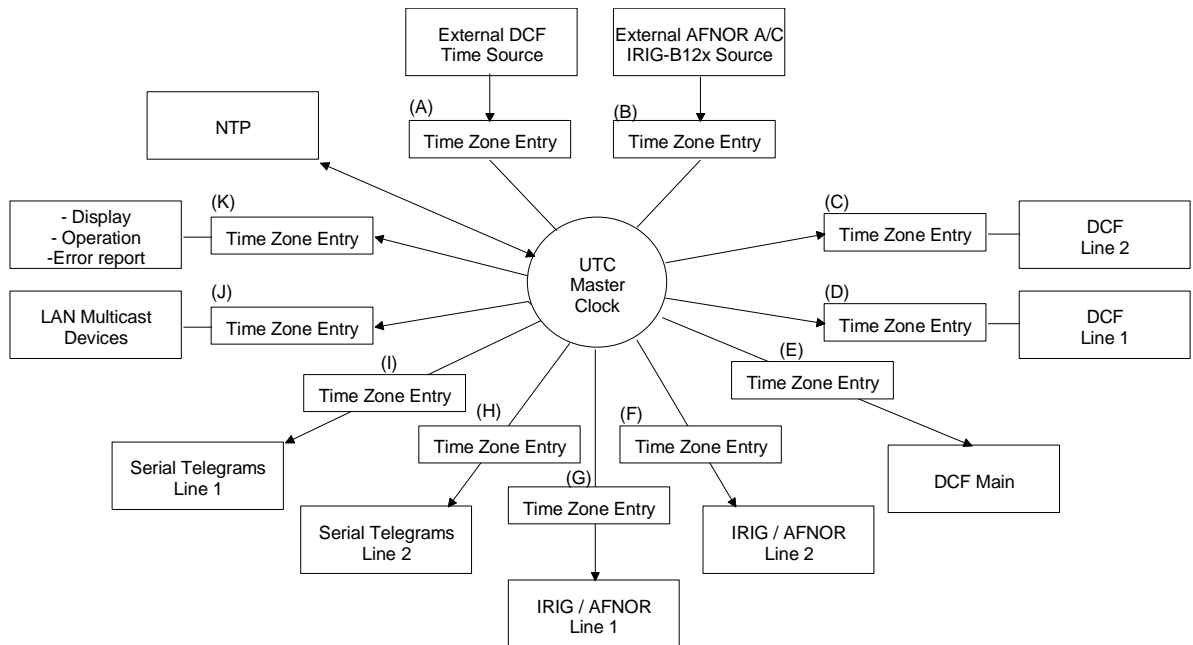 External DCF
Time Source
External AFNOR A/C
IRIG-B12x Source
(A)
Time Zone Entry
(B)
Time Zone Entry
NTP
- Display
- Operation
-Error report
(K)
Time Zone Entry
(C)
Time Zone Entry
DCF
Line 2
UTC
Master
Clock
LAN Multicast
Devices
(J)
Time Zone Entry
(D)
Time Zone Entry
DCF
Line 1
(I)
Time Zone Entry
(E)
Time Zone Entry
(H)
Time Zone Entry
(F)
Time Zone Entry
Serial Telegrams
Line 1
(G)
Time Zone Entry
DCF Main
Serial Telegrams
Line 2
IRIG / AFNOR
Line 2
IRIG / AFNOR
Line 1